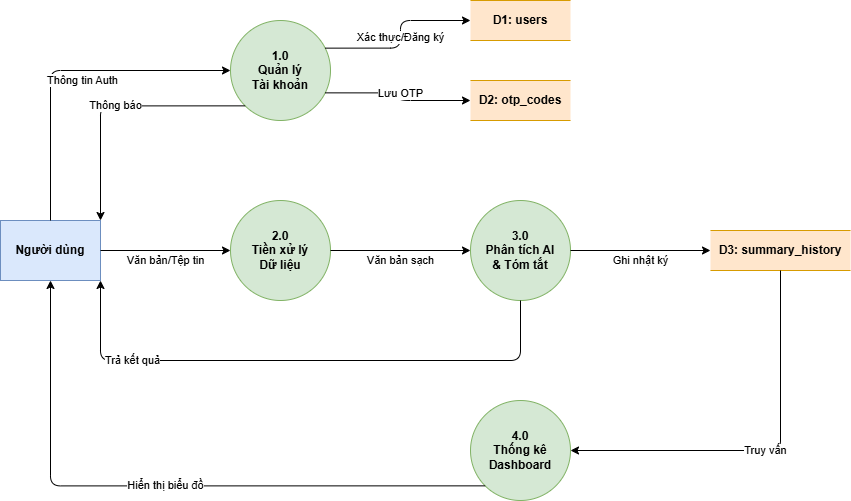 D1: users
Xác thực/Đăng ký
1.0
Quản lý
Tài khoản
Thông tin Auth
Lưu OTP
D2: otp_codes
Thông báo
Người dùng
Văn bản/Tệp tin
2.0
Tiền xử lý
Dữ liệu
Văn bản sạch
3.0
Phân tích AI
& Tóm tắt
Ghi nhật ký
D3: summary_history
Trả kết quả
4.0
Thống kê
Dashboard
Truy vấn
Hiển thị biểu đồ